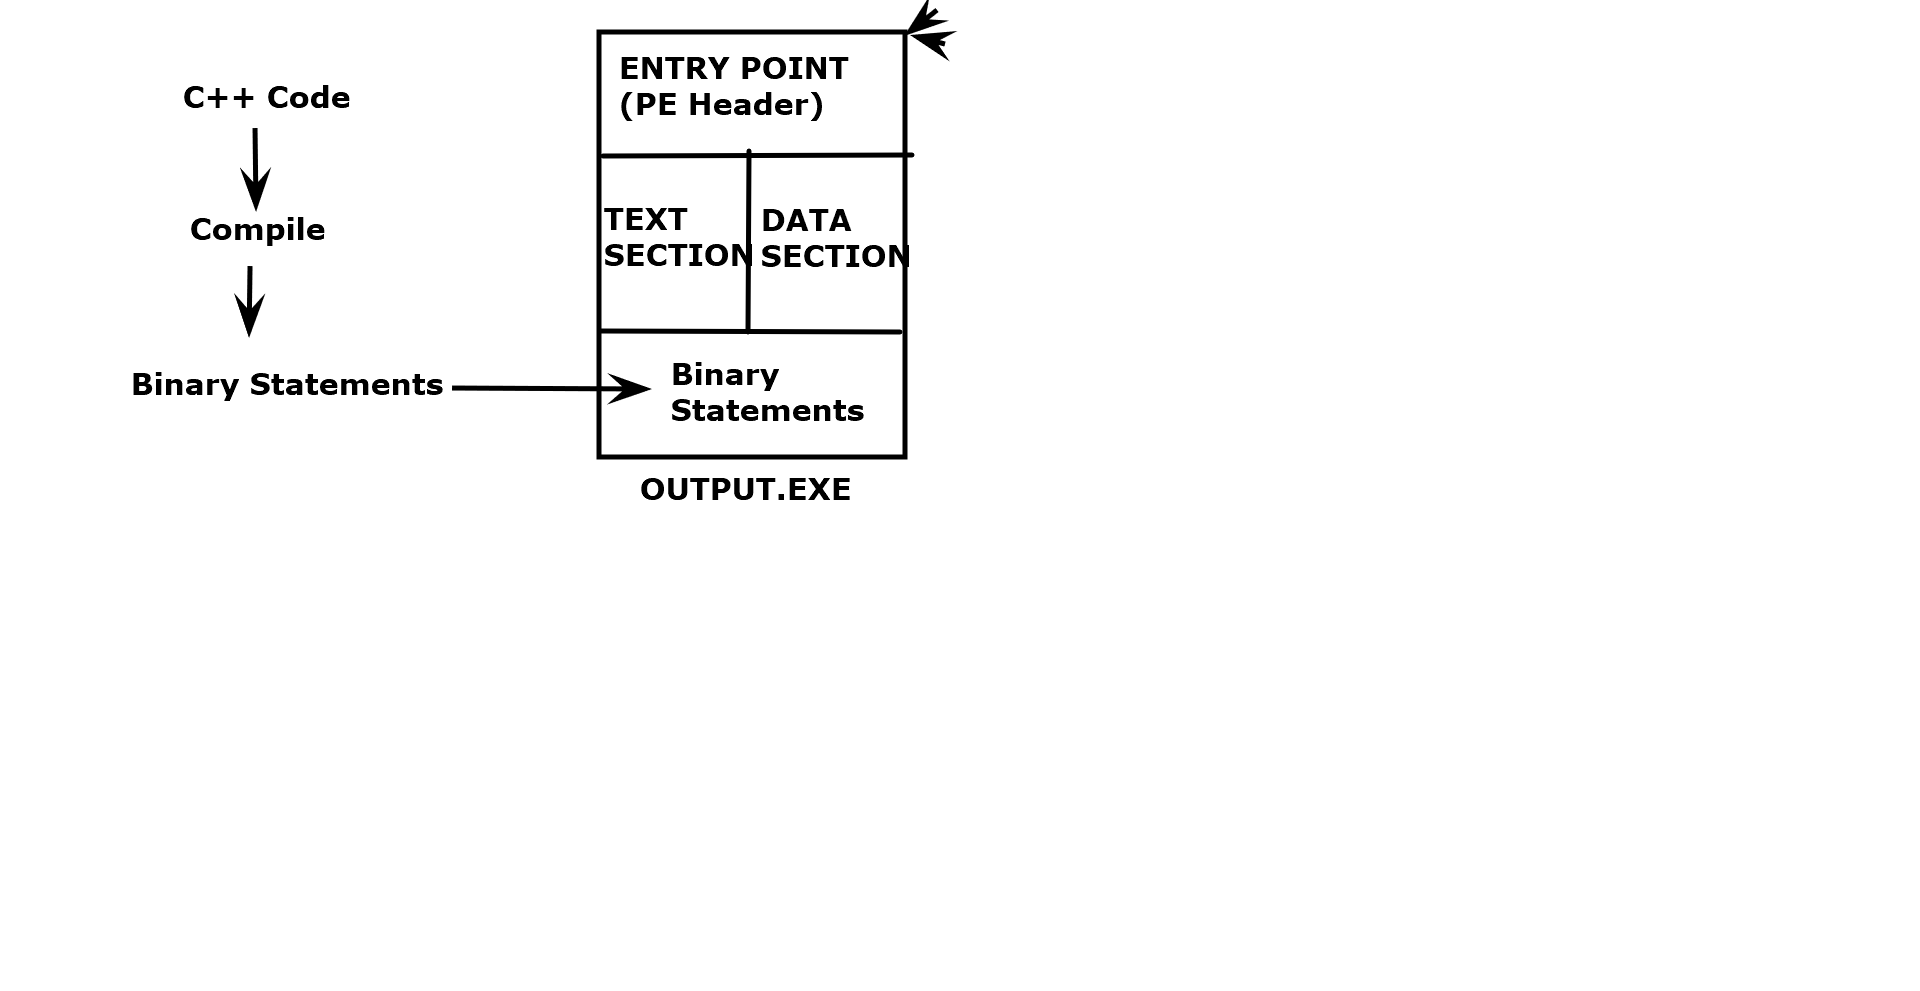 C++ Code
Compile
Binary Statements
ENTRY POINT
(PE Header)
TEXT
SECTION
DATA
SECTION
Binary
Statements
OUTPUT.EXE